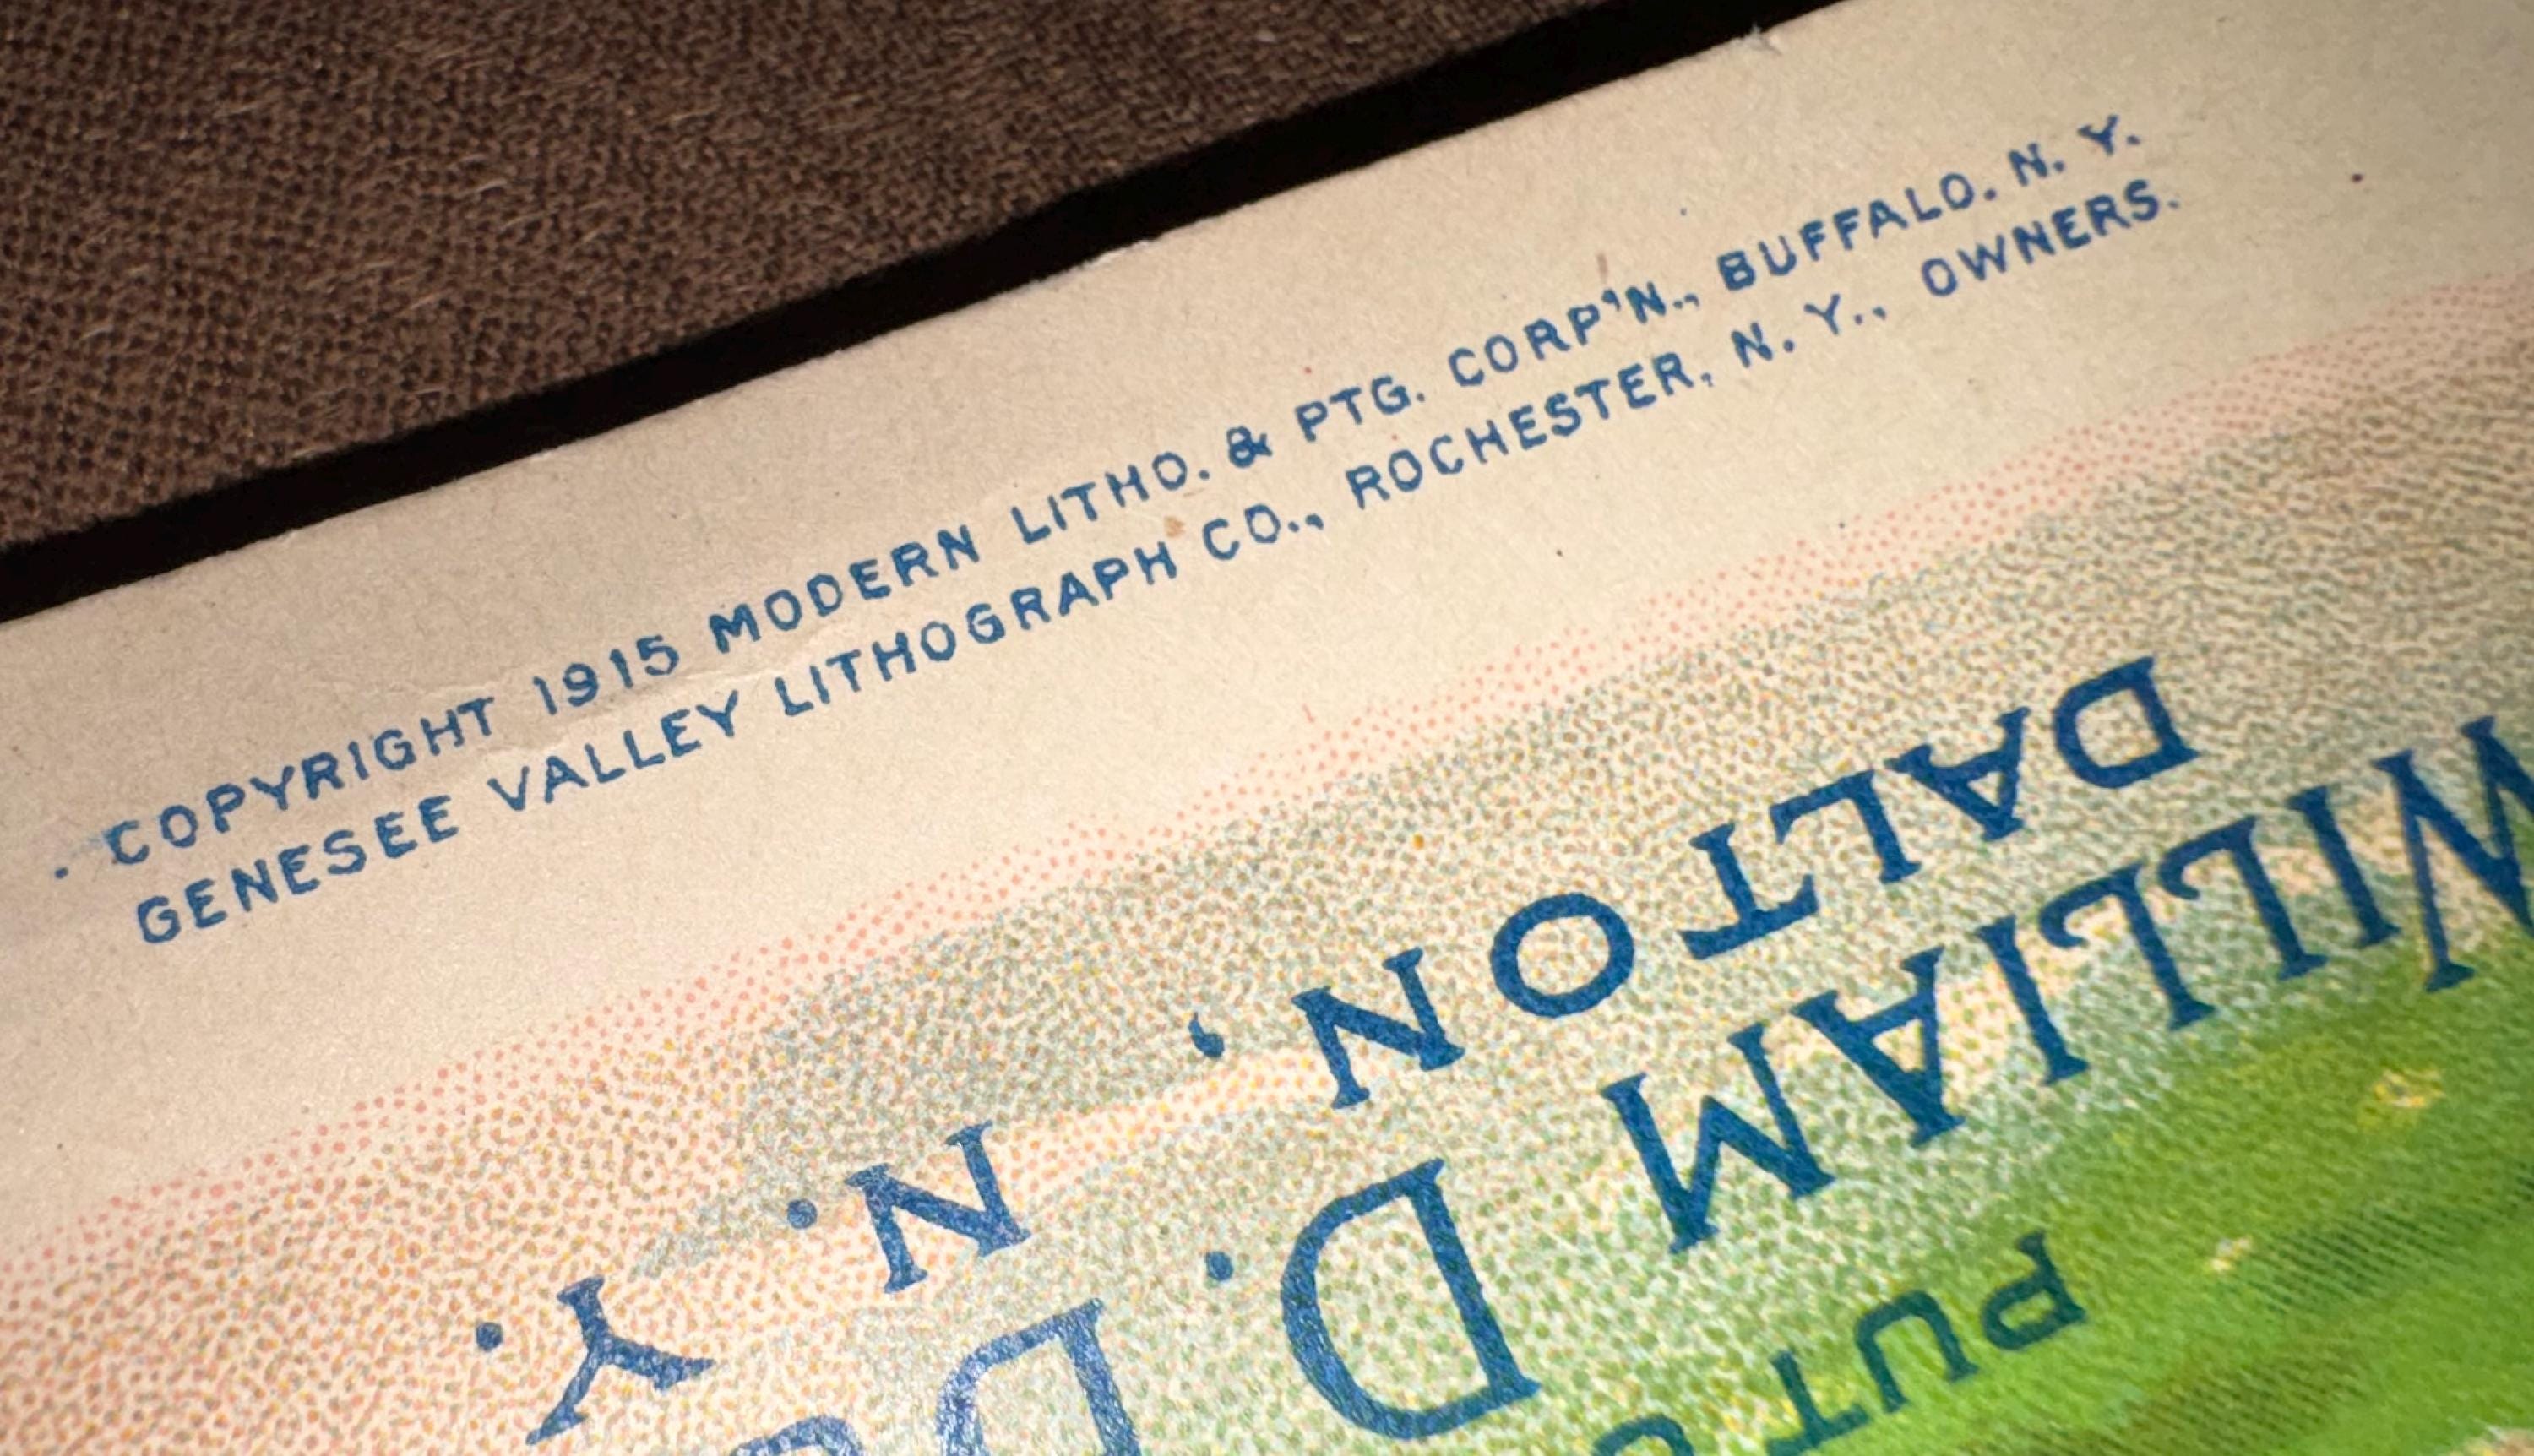 COPYRIGHT 1915 MODERN LITHO. & PTG. CORP'N., BUFFALO. N. Y.
GENESEE VALLEY LITHOGRAPH CO., ROCHESTER, N. Y., OWNERS.
PUT
WILLIAM D.
DALTON, N. Y.